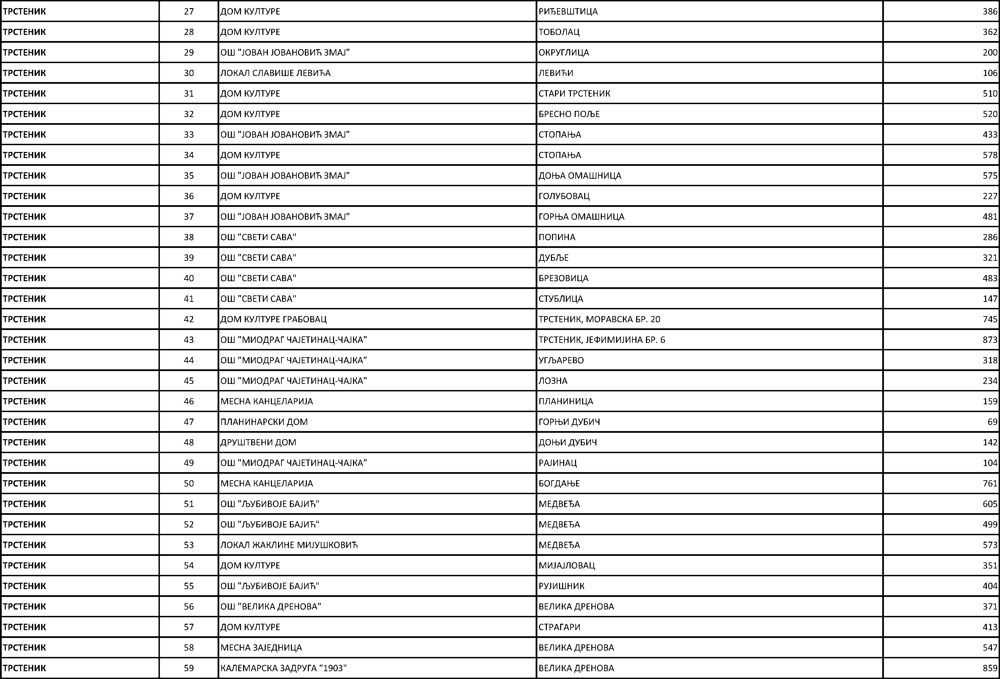 ТРСТЕНИК 27 ДОМ КУЛТУРЕ РИЂЕВШТИЦА 386
ТРСТЕНИК 28 ДОМ КУЛТУРЕ ТОБОЛАЦ 362
ТРСТЕНИК 29 ОШ "ЈОВАН ЈОВАНОВИЋ ЗМАЈ" ОКРУГЛИЦА 200
ТРСТЕНИК 30 ЛОКАЛ СЛАВИШЕ ЛЕВИЋА ЛЕВИЋИ 106
ТРСТЕНИК 31 ДОМ КУЛТУРЕ СТАРИ ТРСТЕНИК 510
ТРСТЕНИК 32 ДОМ КУЛТУРЕ БРЕСНО ПОЉЕ 520
ТРСТЕНИК 33 ОШ "ЈОВАН ЈОВАНОВИЋ ЗМАЈ" СТОПАЊА 433
ТРСТЕНИК 34 ДОМ КУЛТУРЕ СТОПАЊА 578
ТРСТЕНИК 35 ОШ "ЈОВАН ЈОВАНОВИЋ ЗМАЈ" ДОЊА ОМАШНИЦА 575
ТРСТЕНИК 36 ДОМ КУЛТУРЕ ГОЛУБОВАЦ 227
ТРСТЕНИК 37 ОШ "ЈОВАН ЈОВАНОВИЋ ЗМАЈ" ГОРЊА ОМАШНИЦА 481
ТРСТЕНИК 38 ОШ "СВЕТИ САВА" ПОПИНА 286
ТРСТЕНИК 39 ОШ "СВЕТИ САВА" ДУБЉЕ 321
ТРСТЕНИК 40 ОШ "СВЕТИ САВА" БРЕЗОВИЦА 483
ТРСТЕНИК 41 ОШ "СВЕТИ САВА" СТУБЛИЦА 147
ТРСТЕНИК 42 ДОМ КУЛТУРЕ ГРАБОВАЦ ТРСТЕНИК, МОРАВСКА БР. 20 745
ТРСТЕНИК 43 ОШ "МИОДРАГ ЧАЈЕТИНАЦ-ЧАЈКА" ТРСТЕНИК, ЈЕФИМИЈИНА БР. 6 873
ТРСТЕНИК 44 ОШ "МИОДРАГ ЧАЈЕТИНАЦ-ЧАЈКА" УГЉАРЕВО 318
ТРСТЕНИК 45 ОШ "МИОДРАГ ЧАЈЕТИНАЦ-ЧАЈКА" ЛОЗНА 234
ТРСТЕНИК 46 МЕСНА КАНЦЕЛАРИЈА ПЛАНИНИЦА 159
ТРСТЕНИК 47 ПЛАНИНАРСКИ ДОМ ГОРЊИ ДУБИЧ 69
ТРСТЕНИК 48 ДРУШТВЕНИ ДОМ ДОЊИ ДУБИЧ 142
ТРСТЕНИК 49 ОШ "МИОДРАГ ЧАЈЕТИНАЦ-ЧАЈКА" РАЈИНАЦ 104
ТРСТЕНИК 50 МЕСНА КАНЦЕЛАРИЈА БОГДАЊЕ 761
ТРСТЕНИК 51 ОШ "ЉУБИВОЈЕ БАЈИЋ" МЕДВЕЂА 605
ТРСТЕНИК 52 ОШ "ЉУБИВОЈЕ БАЈИЋ" МЕДВЕЂА 499
ТРСТЕНИК 53 ЛОКАЛ ЖАКЛИНЕ МИЈУШКОВИЋ МЕДВЕЂА 573
ТРСТЕНИК 54 ДОМ КУЛТУРЕ МИЈАЈЛОВАЦ 351
ТРСТЕНИК 55 ОШ "ЉУБИВОЈЕ БАЈИЋ" РУЈИШНИК 404
ТРСТЕНИК 56 ОШ "ВЕЛИКА ДРЕНОВА" ВЕЛИКА ДРЕНОВА 371
ТРСТЕНИК 57 ДОМ КУЛТУРЕ СТРАГАРИ 413
ТРСТЕНИК 58 МЕСНА ЗАЈЕДНИЦА ВЕЛИКА ДРЕНОВА 547
ТРСТЕНИК 59 КАЛЕМАРСКА ЗАДРУГА "1903" ВЕЛИКА ДРЕНОВА 859